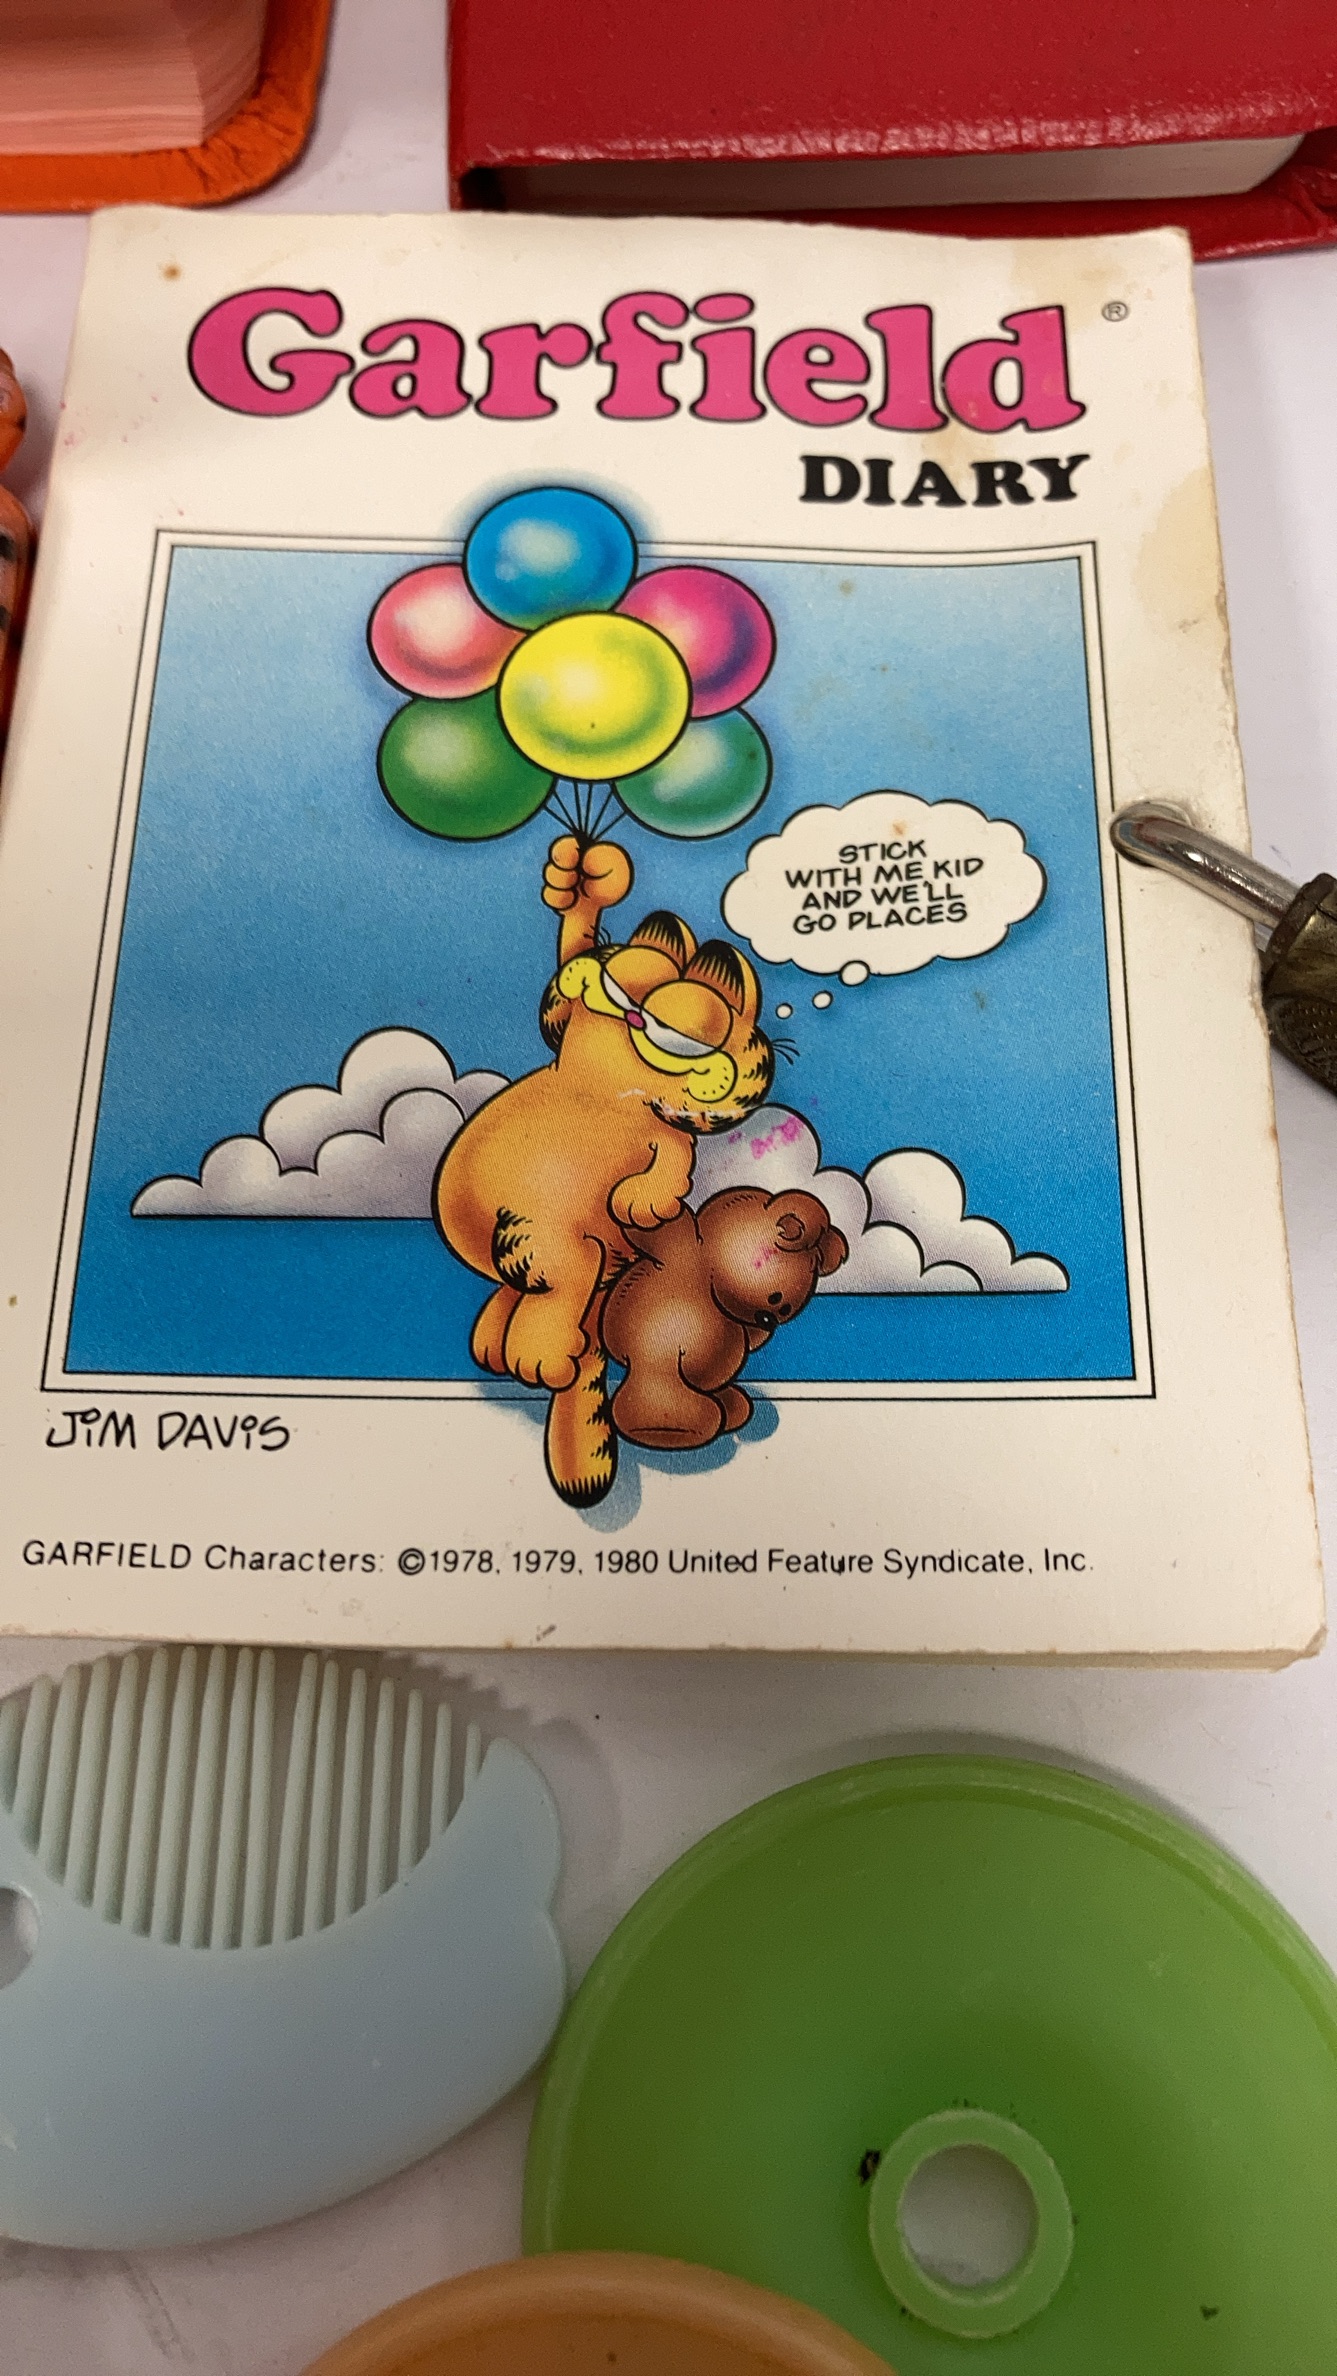 Garfield®
DIARY
STICK
WITH ME KID
AND WE'LL
GO PLACES
JiM DAViS
GARFIELD Characters: ©1978, 1979, 1980 United Feature Syndicate, Inc.